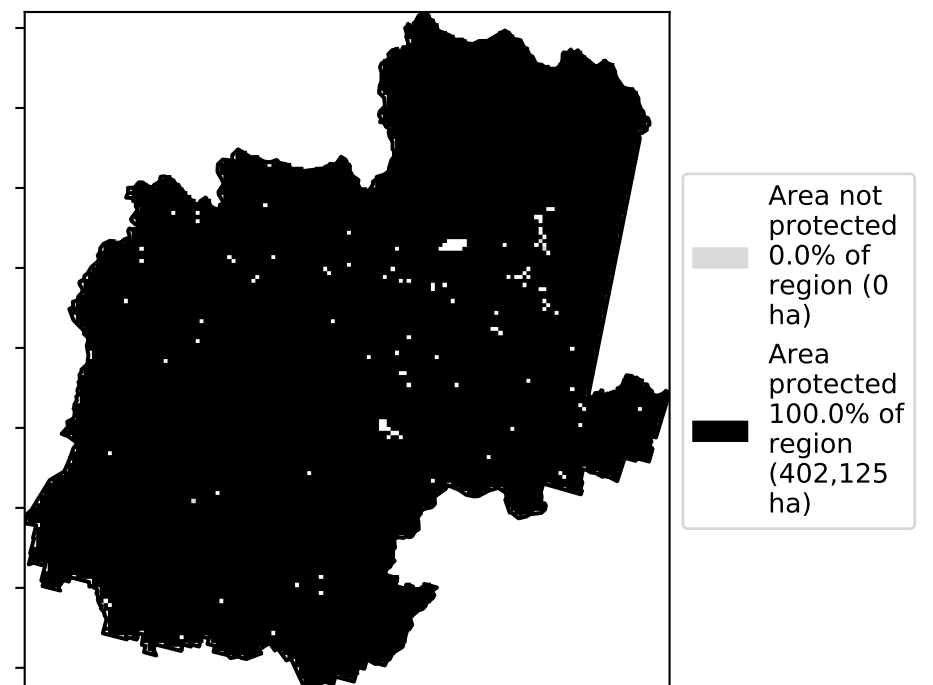 Area not
protected
0.0% of
region (0
ha)
Area
protected
100.0% of
region
(402,125
ha)